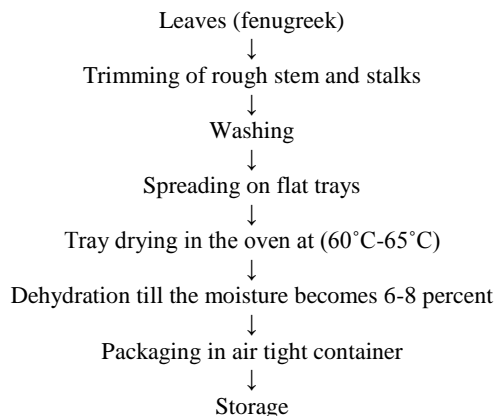 Leaves (fenugreek)
↓
Trimming of rough stem and stalks
↓
Washing
↓
Spreading on flat trays
↓
Tray drying in the oven at (60˚C-65˚C)
↓
Dehydration till the moisture becomes 6-8 percent
↓
Packaging in air tight container
↓
Storage